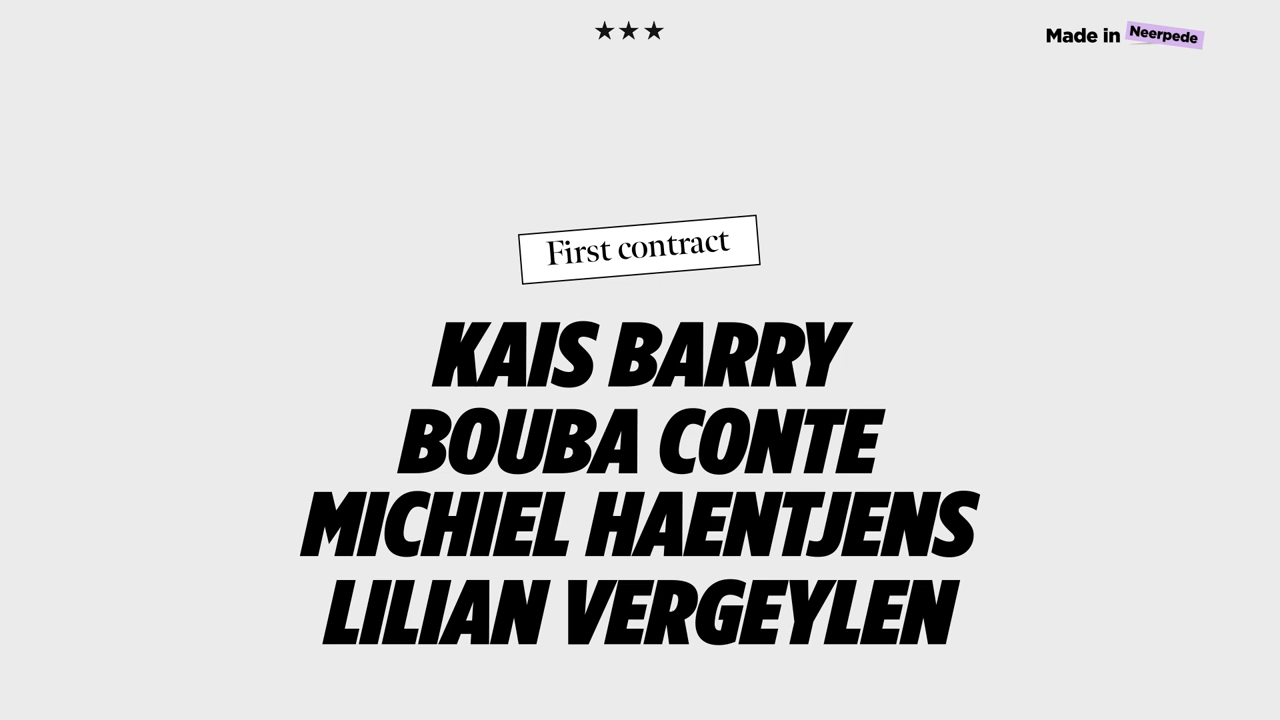 ★★★
Made in Neerpede
First contract
KAIS BARRY
BOUBA CONTE
MICHIEL HAENTJENS
LILIAN VERGEYLEN